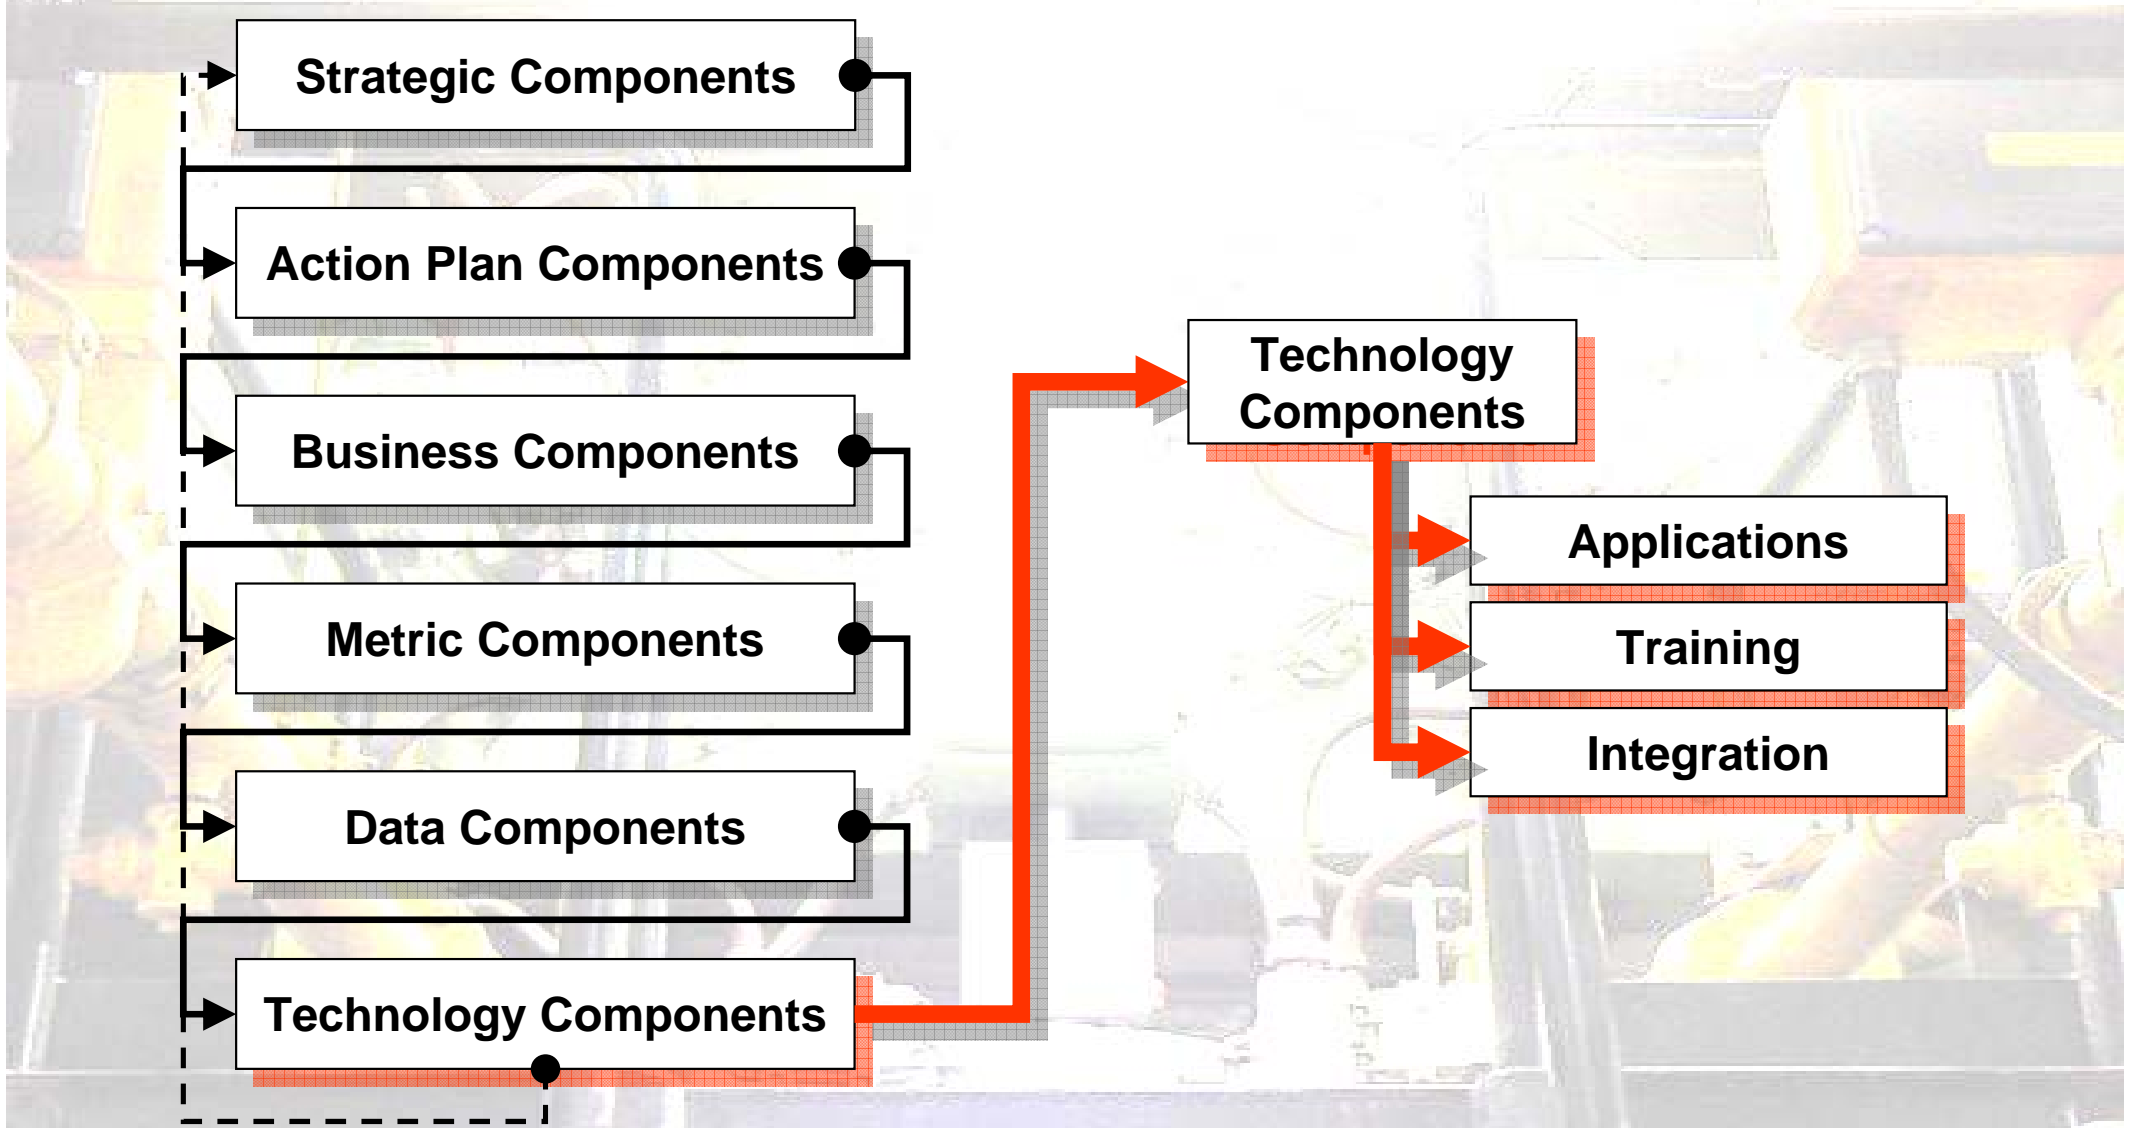 Strategic Components
Action Plan Components
Business Components
Metric Components
Data Components
Technology Components
Technology
Components
Applications
Training
Integration